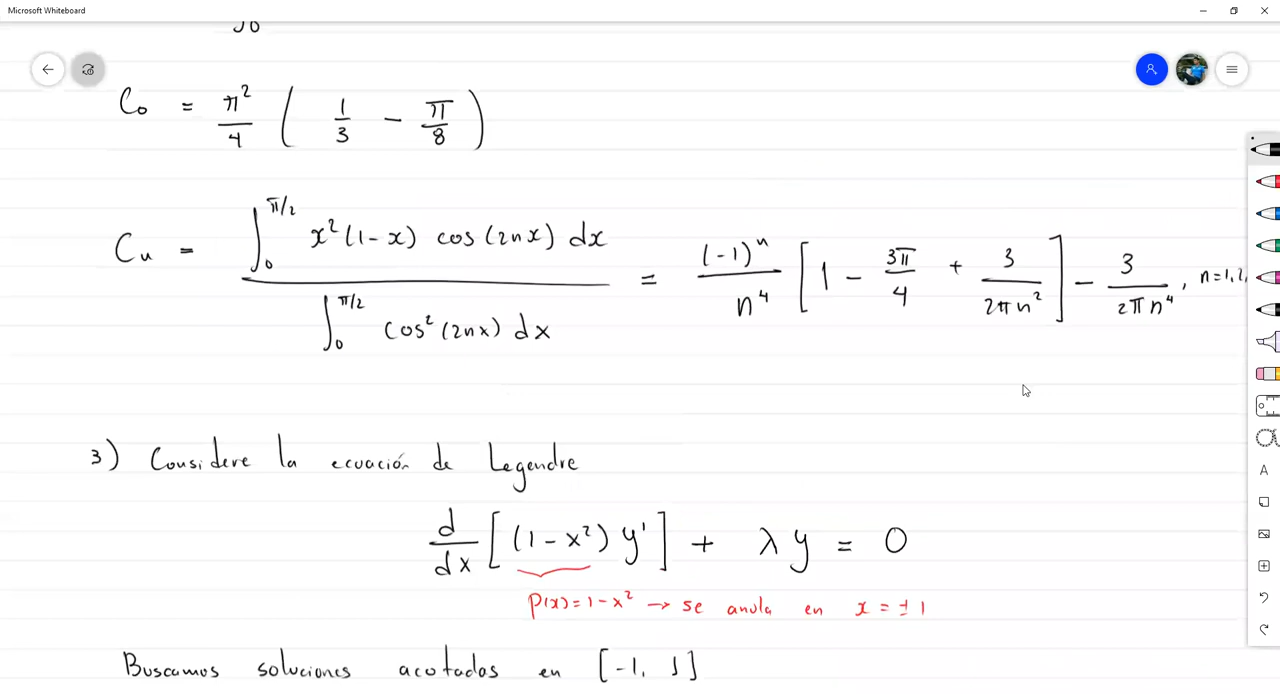 Microsoft Whiteboard
∫0
C0 = π²/4 ( 1/3 - π/8 )
Cn = ∫0^π/2 x²(1-x) cos(2nx) dx / ∫0^π/2 cos²(2nx) dx = (-1)^n / n⁴ [ 1 - 3π/4 + 3/2πn² ] - 3/2πn⁴ , n=1,2,
3) Considere la ecuación de Legendre
d/dx [ (1-x²) y' ] + λ y = 0
P(x)=1-x² → se anula en x = ±1
Buscamos soluciones acotadas en [-1, 1]
A